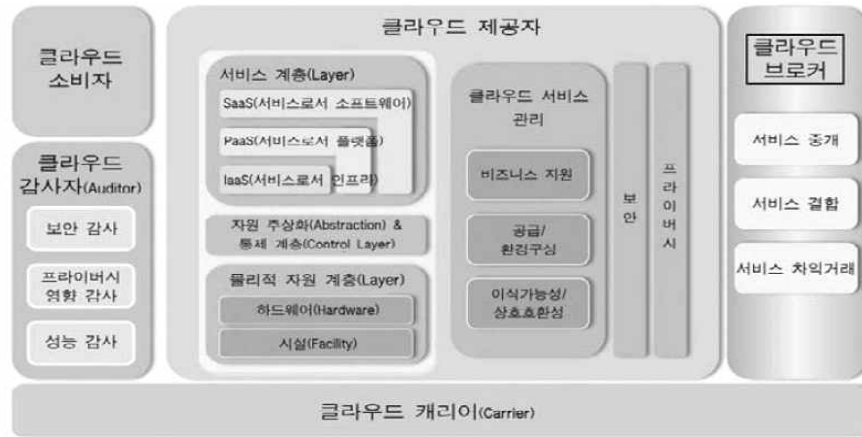 클라우드
소비자
클라우드
감사자(Auditor)
보안 감사
프라이버시
영향 감사
성능 감사
클라우드 제공자
서비스 계층(Layer)
SaaS(서비스로서 소프트웨어)
PaaS(서비스로서 플랫폼)
IaaS(서비스로서 인프라)
자원 추상화(Abstraction) &
통제 계층(Control Layer)
물리적 자원 계층(Layer)
하드웨어(Hardware)
시설(Facility)
클라우드 서비스
관리
비즈니스 지원
공급/
환경구성
이식가능성/
상호호환성
보안
프라이버시
클라우드
브로커
서비스 중개
서비스 결합
서비스 차익거래
클라우드 캐리어(Carrier)